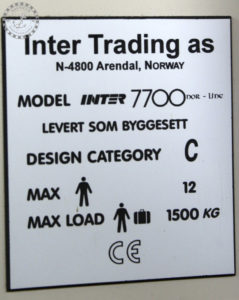 Inter Trading as
N-4800 Arendal, NORWAY
MODEL INTER 7700 nor-line
LEVERT SOM BYGGESETT
DESIGN CATEGORY C
MAX 12
MAX LOAD 1500 KG
CE